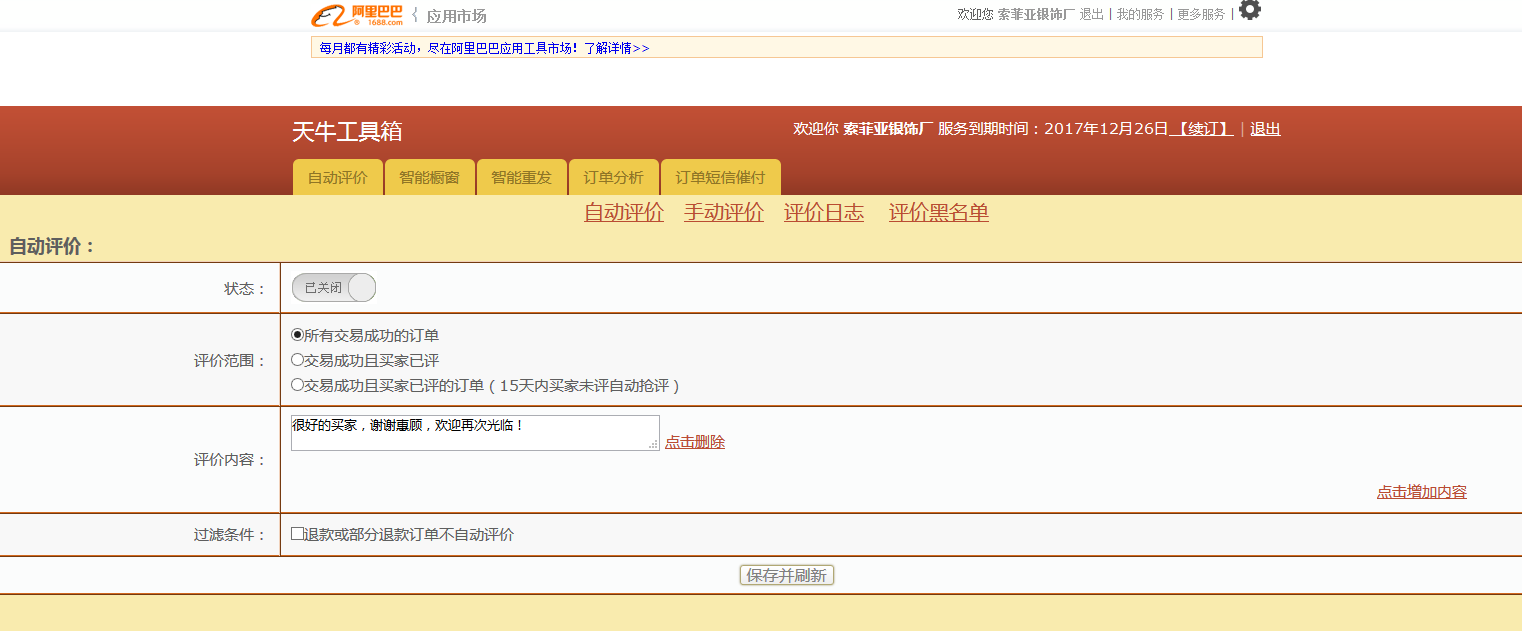 阿里巴巴 1688.com 应用市场 欢迎您 索菲亚银饰厂 退出 | 我的服务 | 更多服务 |
每月都有精彩活动，尽在阿里巴巴应用工具市场！了解详情>>
天牛工具箱 欢迎你 索菲亚银饰厂 服务到期时间：2017年12月26日 【续订】 | 退出
自动评价 智能橱窗 智能重发 订单分析 订单短信催付
自动评价 手动评价 评价日志 评价黑名单
自动评价：
状态： 已关闭
所有交易成功的订单
评价范围： 交易成功且买家已评
交易成功且买家已评的订单（15天内买家未评自动抢评）
很好的买家，谢谢惠顾，欢迎再次光临！
点击删除
评价内容：
点击增加内容
过滤条件： 退款或部分退款订单不自动评价
保存并刷新